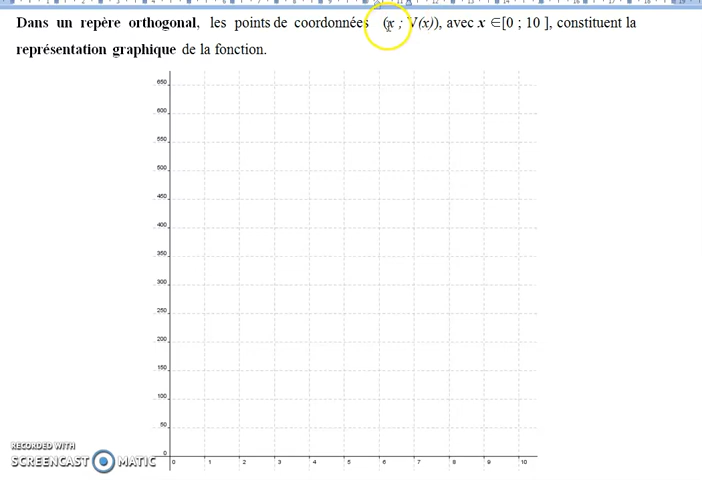 Dans un repère orthogonal, les points de coordonnées (x ; V(x)), avec x ∈[0 ; 10 ], constituent la
représentation graphique de la fonction.
650
600
550
500
450
400
350
300
250
200
150
100
50
0
0 1 2 3 4 5 6 7 8 9 10
RECORDED WITH
SCREENCAST MATIC